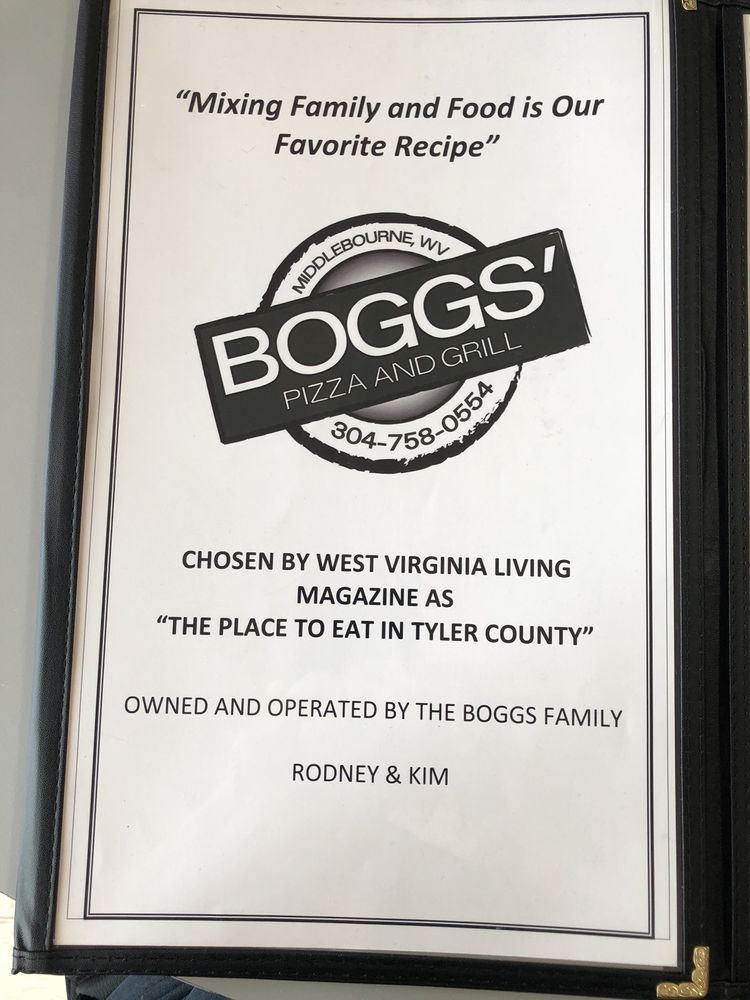 “Mixing Family and Food is Our
Favorite Recipe”
MIDDLEBOURNE, WV
BOGGS’
PIZZA AND GRILL
304-758-0554
CHOSEN BY WEST VIRGINIA LIVING
MAGAZINE AS
“THE PLACE TO EAT IN TYLER COUNTY”
OWNED AND OPERATED BY THE BOGGS FAMILY
RODNEY & KIM